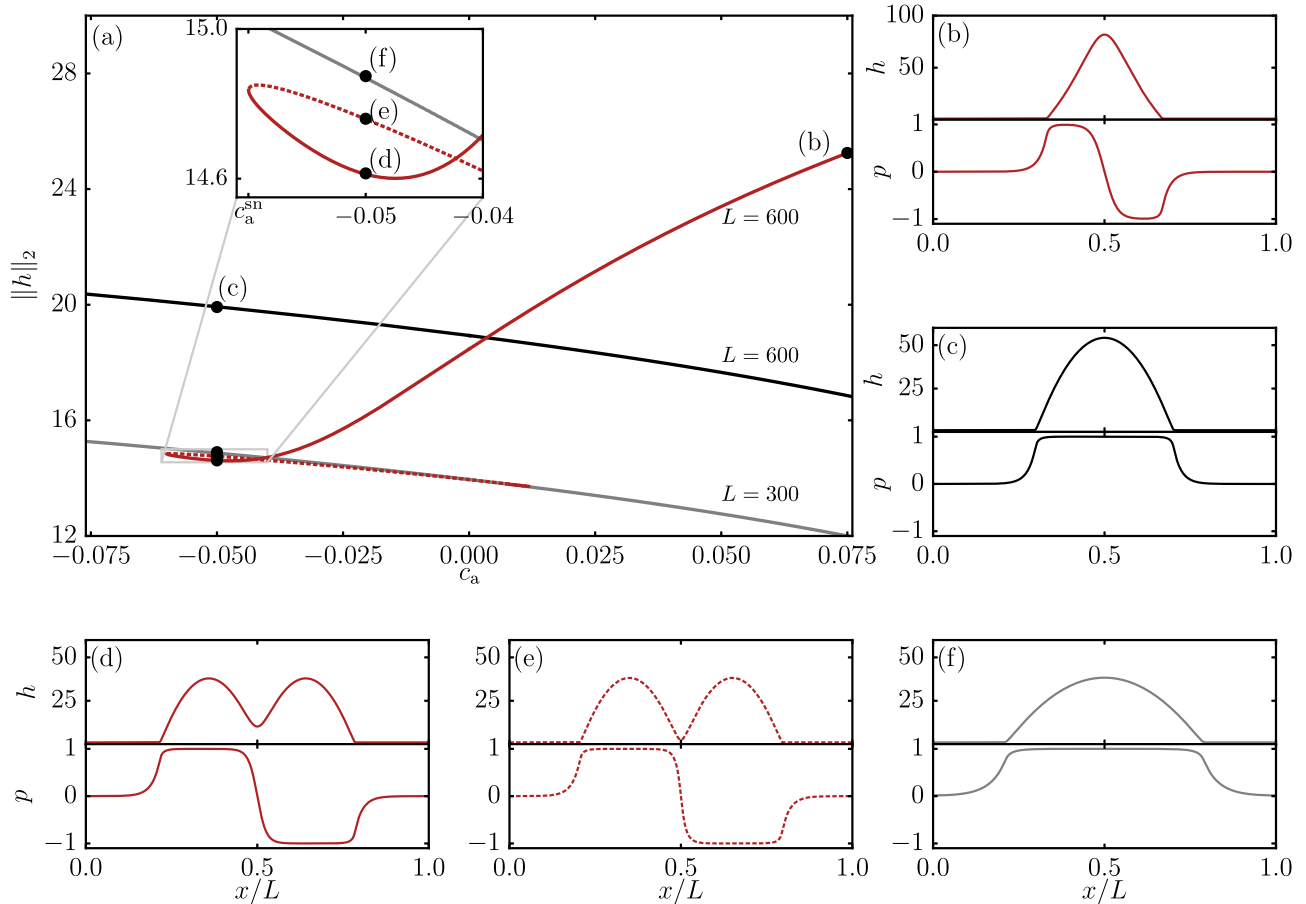 (a)
‖h‖₂
28
24
20
16
12
−0.075
−0.050
−0.025
0.000
0.025
0.050
0.075
cₐ
(b)
L = 600
(c)
L = 600
L = 300
15.0
14.6
cₐˢⁿ
−0.05
−0.04
(f)
(e)
(d)
(b)
h
100
50
p
1
0
−1
0.0
0.5
1.0
(c)
h
50
25
p
1
0
−1
0.0
0.5
1.0
(d)
h
50
25
p
1
0
−1
0.0
0.5
1.0
x/L
(e)
0.0
0.5
1.0
x/L
h
50
25
p
1
0
−1
(f)
h
50
25
p
1
0
−1
0.0
0.5
1.0
x/L